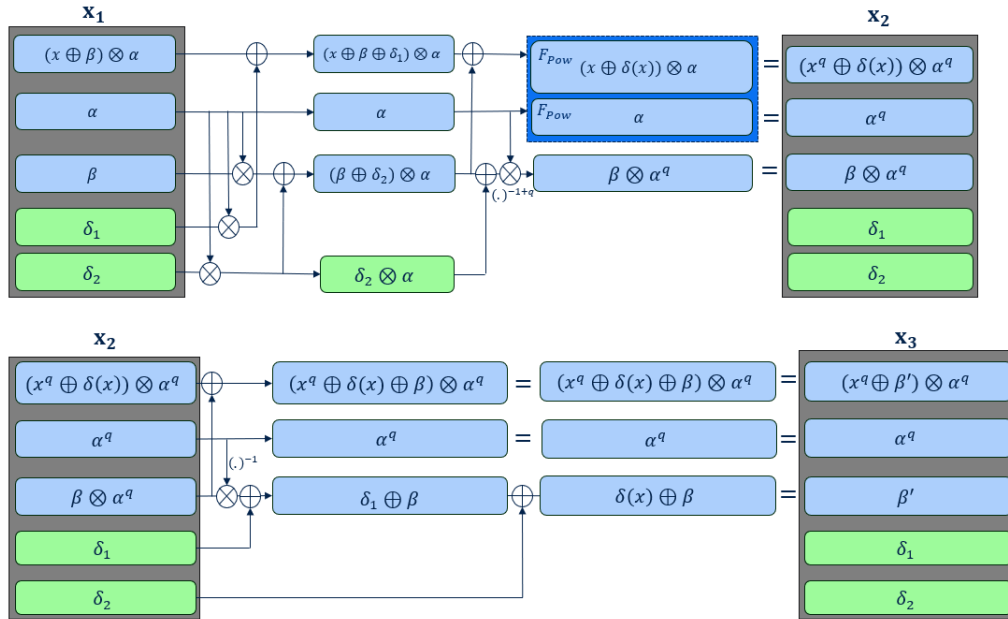 x₁
x₂
(x ⊕ β) ⊗ α
(x ⊕ β ⊕ δ₁) ⊗ α
F_Pow (x ⊕ δ(x)) ⊗ α
=
(x^q ⊕ δ(x)) ⊗ α^q
α
α
F_Pow α
=
α^q
β
(β ⊕ δ₂) ⊗ α
(.)^{-1+q}
β ⊗ α^q
=
β ⊗ α^q
δ₁
δ₁
δ₂
δ₂ ⊗ α
δ₂
x₂
x₃
(x^q ⊕ δ(x)) ⊗ α^q
(x^q ⊕ δ(x) ⊕ β) ⊗ α^q
=
(x^q ⊕ δ(x) ⊕ β) ⊗ α^q
=
(x^q ⊕ β′) ⊗ α^q
α^q
α^q
=
α^q
=
α^q
(.)^{-1}
β ⊗ α^q
δ₁ ⊕ β
δ(x) ⊕ β
=
β′
δ₁
δ₁
δ₂
δ₂